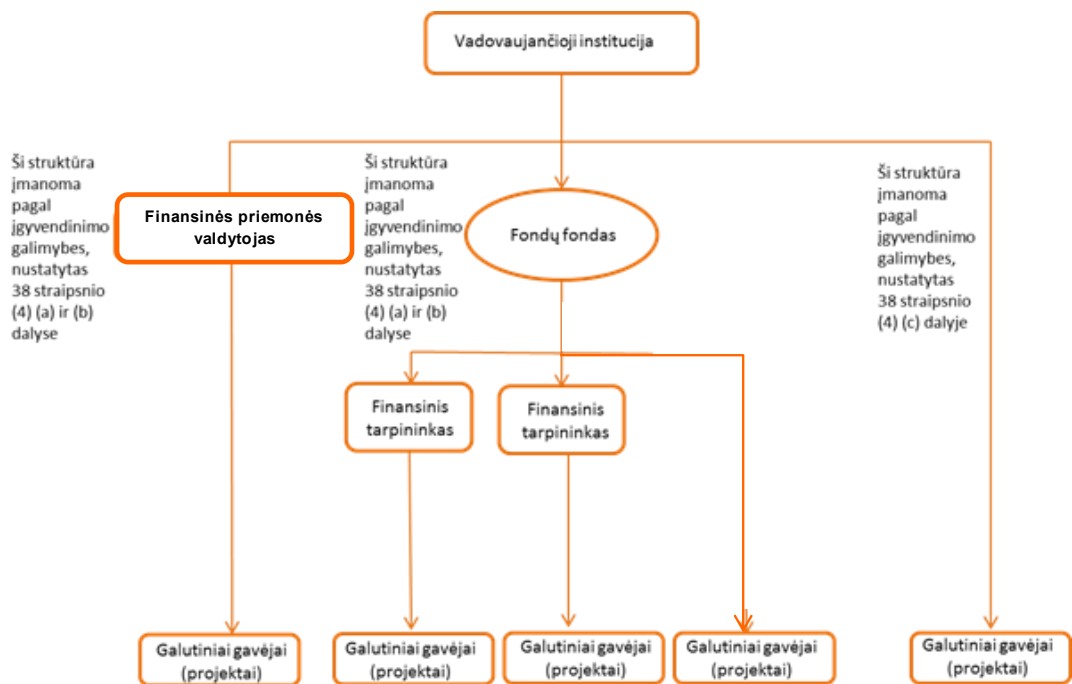 Vadovaujančioji institucija
Ši struktūra
įmanoma
pagal
įgyvendinimo
galimybes,
nustatytas
38 straipsnio
(4) (a) ir (b)
dalyse
Finansinės priemonės
valdytojas
Ši struktūra
įmanoma
pagal
įgyvendinimo
galimybes,
nustatytas
38 straipsnio
(4) (a) ir (b)
dalyse
Fondų fondas
Ši struktūra
įmanoma
pagal
įgyvendinimo
galimybes,
nustatytas
38 straipsnio
(4) (c) dalyje
Finansinis
tarpininkas
Finansinis
tarpininkas
Galutiniai gavėjai
(projektai)
Galutiniai gavėjai
(projektai)
Galutiniai gavėjai
(projektai)
Galutiniai gavėjai
(projektai)
Galutiniai gavėjai
(projektai)